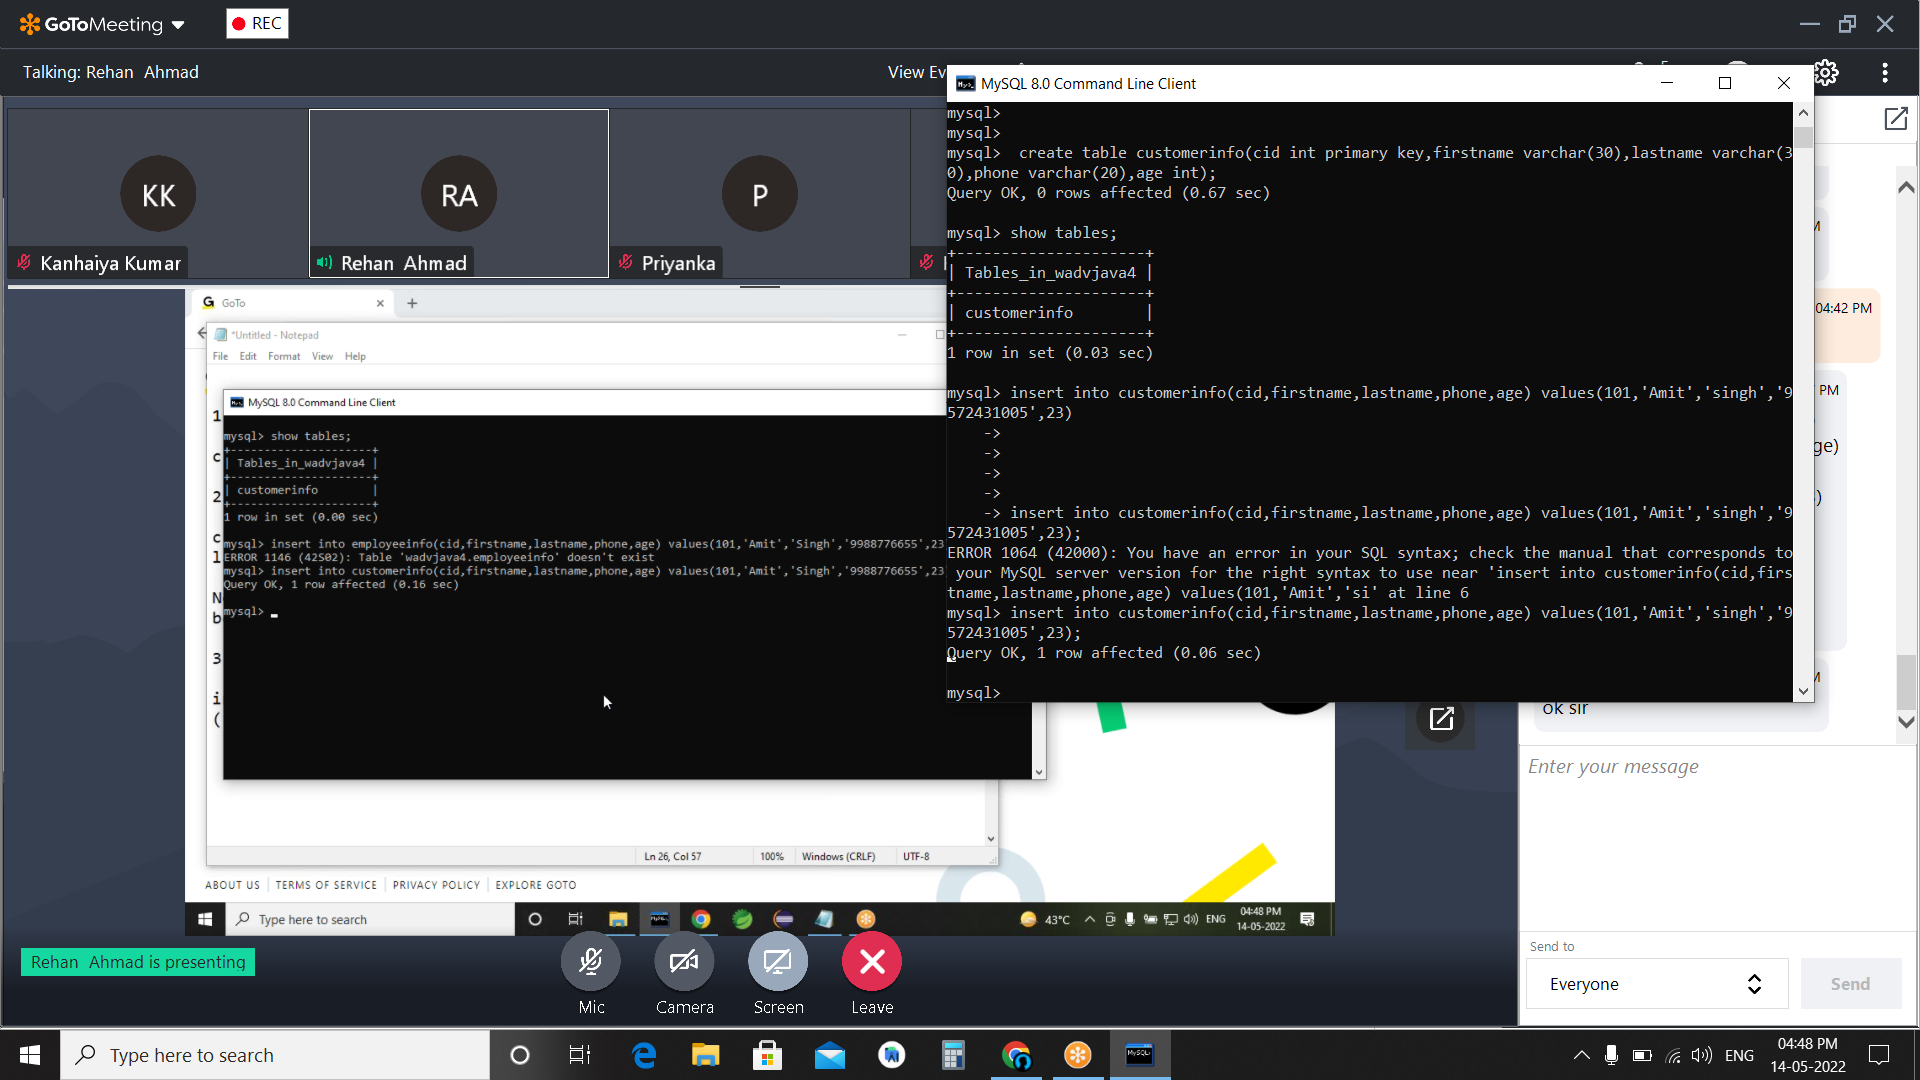 GoToMeeting
REC
Talking: Rehan Ahmad
View Ev
KK
Kanhaiya Kumar
RA
Rehan Ahmad
P
Priyanka
GoTo
*Untitled - Notepad
File Edit Format View Help
MySQL 8.0 Command Line Client
mysql> show tables;
+---------------------+
| Tables_in_wadvjava4 |
+---------------------+
| customerinfo |
+---------------------+
1 row in set (0.00 sec)
mysql> insert into employeeinfo(cid,firstname,lastname,phone,age) values(101,'Amit','Singh','9988776655',23
ERROR 1146 (42S02): Table 'wadvjava4.employeeinfo' doesn't exist
mysql> insert into customerinfo(cid,firstname,lastname,phone,age) values(101,'Amit','Singh','9988776655',23
Query OK, 1 row affected (0.16 sec)
mysql>
Ln 26, Col 57 100% Windows (CRLF) UTF-8
ABOUT US TERMS OF SERVICE PRIVACY POLICY EXPLORE GOTO
Type here to search
43°C ENG 04:48 PM
14-05-2022
MySQL 8.0 Command Line Client
mysql>
mysql>
mysql> create table customerinfo(cid int primary key,firstname varchar(30),lastname varchar(3
0),phone varchar(20),age int);
Query OK, 0 rows affected (0.67 sec)
mysql> show tables;
+---------------------+
| Tables_in_wadvjava4 |
+---------------------+
| customerinfo |
+---------------------+
1 row in set (0.03 sec)
mysql> insert into customerinfo(cid,firstname,lastname,phone,age) values(101,'Amit','singh','9
572431005',23)
->
->
->
->
-> insert into customerinfo(cid,firstname,lastname,phone,age) values(101,'Amit','singh','9
572431005',23);
ERROR 1064 (42000): You have an error in your SQL syntax; check the manual that corresponds to
your MySQL server version for the right syntax to use near 'insert into customerinfo(cid,firs
tname,lastname,phone,age) values(101,'Amit','si' at line 6
mysql> insert into customerinfo(cid,firstname,lastname,phone,age) values(101,'Amit','singh','9
572431005',23);
Query OK, 1 row affected (0.06 sec)
mysql>
04:42 PM
PM
ge)
ok sir
Enter your message
Send to
Everyone
Send
Rehan Ahmad is presenting
Mic
Camera
Screen
Leave
Type here to search
ENG
04:48 PM
14-05-2022